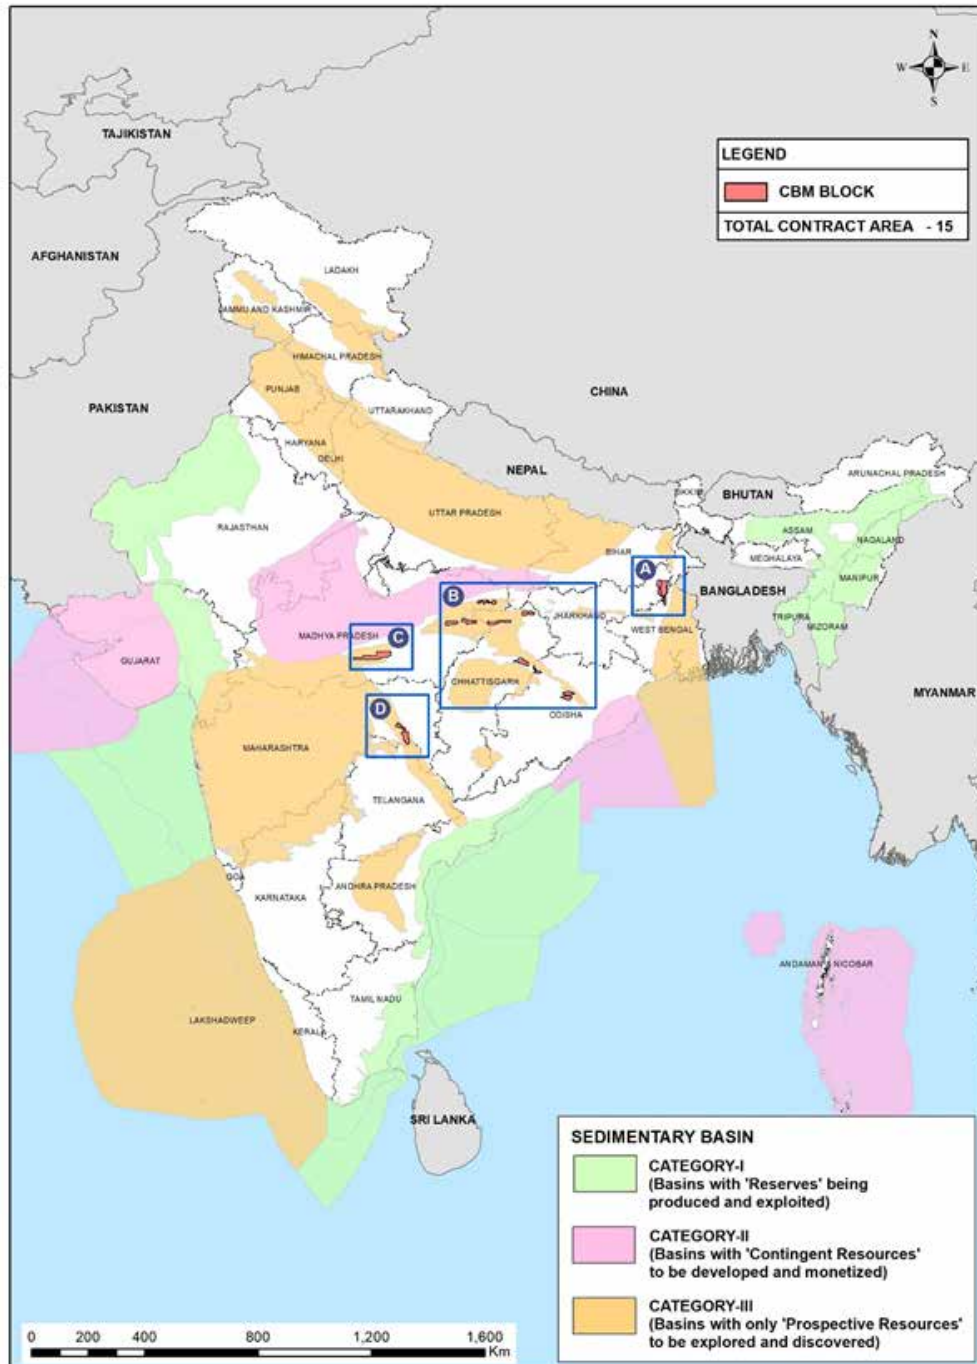 N
W E
S
TAJIKISTAN
LEGEND
CBM BLOCK
TOTAL CONTRACT AREA - 15
AFGHANISTAN
LADAKH
JAMMU AND KASHMIR
HIMACHAL PRADESH
PUNJAB
CHINA
PAKISTAN
UTTARAKHAND
HARYANA
DELHI
NEPAL
ARUNACHAL PRADESH
SIKKIM
BHUTAN
UTTAR PRADESH
RAJASTHAN
ASSAM
NAGALAND
BIHAR
MEGHALAYA
A
MANIPUR
BANGLADESH
B
JHARKHAND
TRIPURA
MIZORAM
WEST BENGAL
MADHYA PRADESH
C
GUJARAT
CHHATTISGARH
MYANMAR
D
ODISHA
MAHARASHTRA
TELANGANA
GOA
ANDHRA PRADESH
KARNATAKA
ANDAMAN & NICOBAR
TAMIL NADU
LAKSHADWEEP
KERALA
SRI LANKA
SEDIMENTARY BASIN
CATEGORY-I
(Basins with 'Reserves' being
produced and exploited)
CATEGORY-II
(Basins with 'Contingent Resources'
to be developed and monetized)
CATEGORY-III
(Basins with only 'Prospective Resources'
to be explored and discovered)
0 200 400 800 1,200 1,600
Km